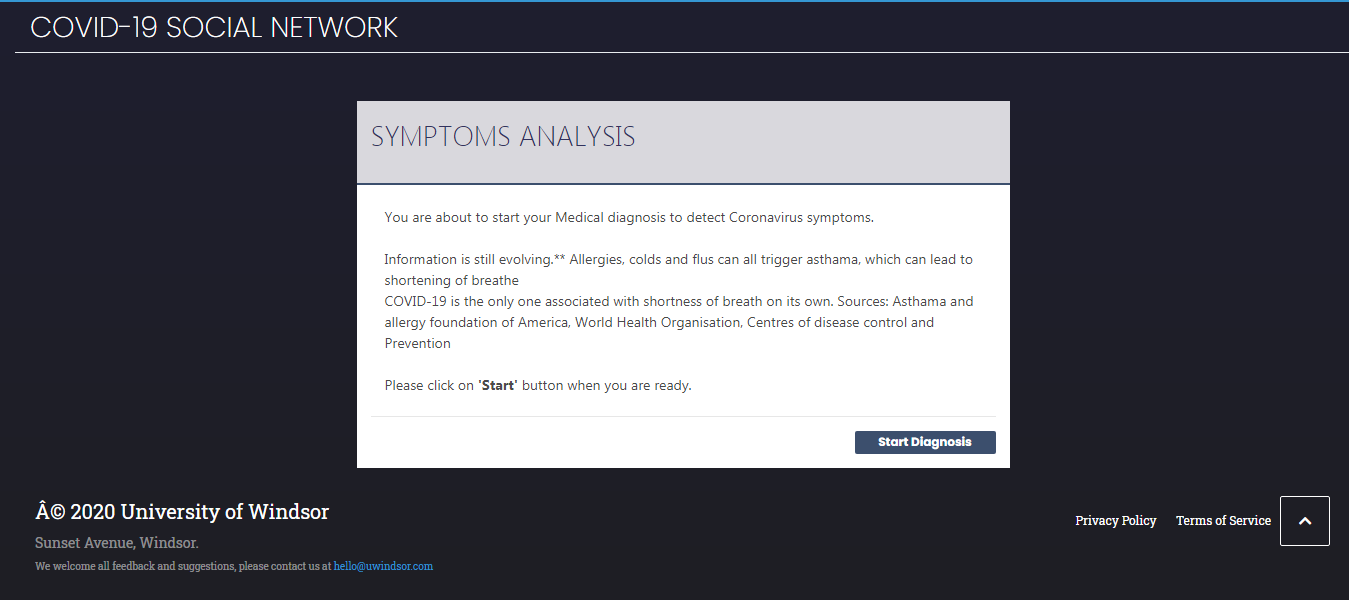 COVID-19 SOCIAL NETWORK
SYMPTOMS ANALYSIS
You are about to start your Medical diagnosis to detect Coronavirus symptoms.
Information is still evolving.** Allergies, colds and flus can all trigger asthama, which can lead to
shortening of breathe
COVID-19 is the only one associated with shortness of breath on its own. Sources: Asthama and
allergy foundation of America, World Health Organisation, Centres of disease control and
Prevention
Please click on 'Start' button when you are ready.
Start Diagnosis
Â© 2020 University of Windsor
Privacy Policy Terms of Service
Sunset Avenue, Windsor.
We welcome all feedback and suggestions, please contact us at hello@uwindsor.com